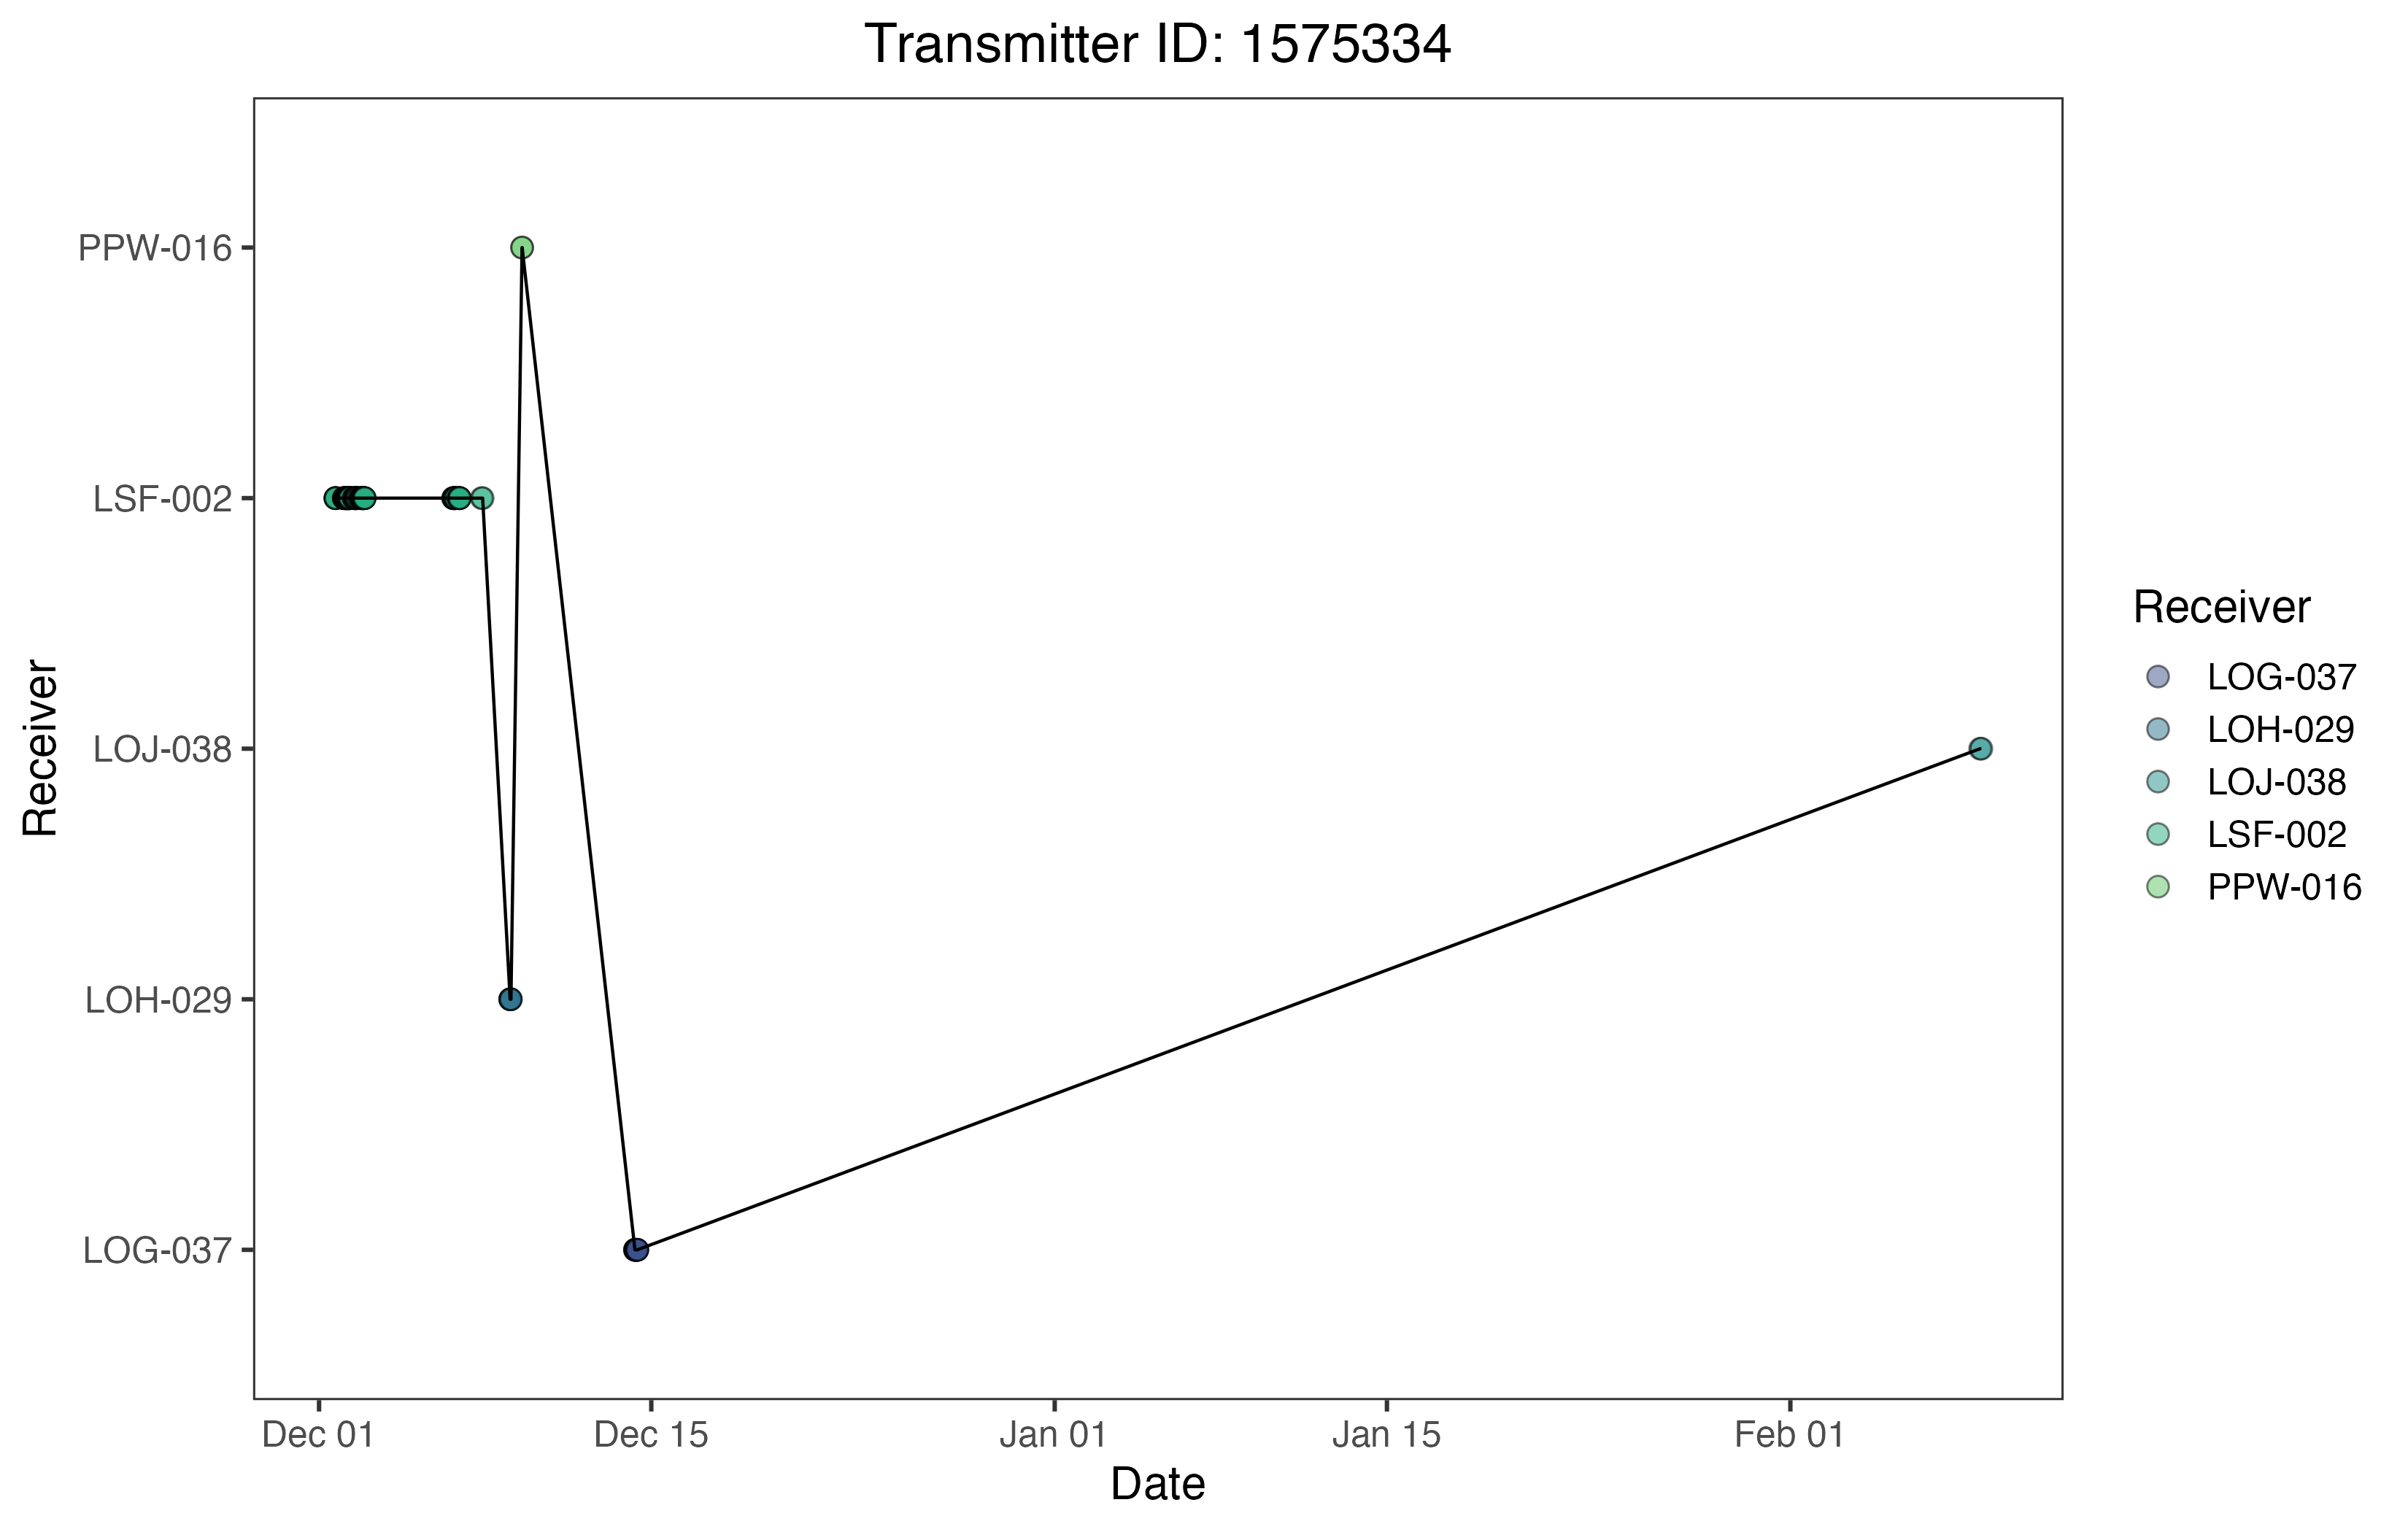 Transmitter ID: 1575334
Receiver
PPW-016
LSF-002
LOJ-038
LOH-029
LOG-037
Dec 01
Dec 15
Jan 01
Jan 15
Feb 01
Date
Receiver
LOG-037
LOH-029
LOJ-038
LSF-002
PPW-016